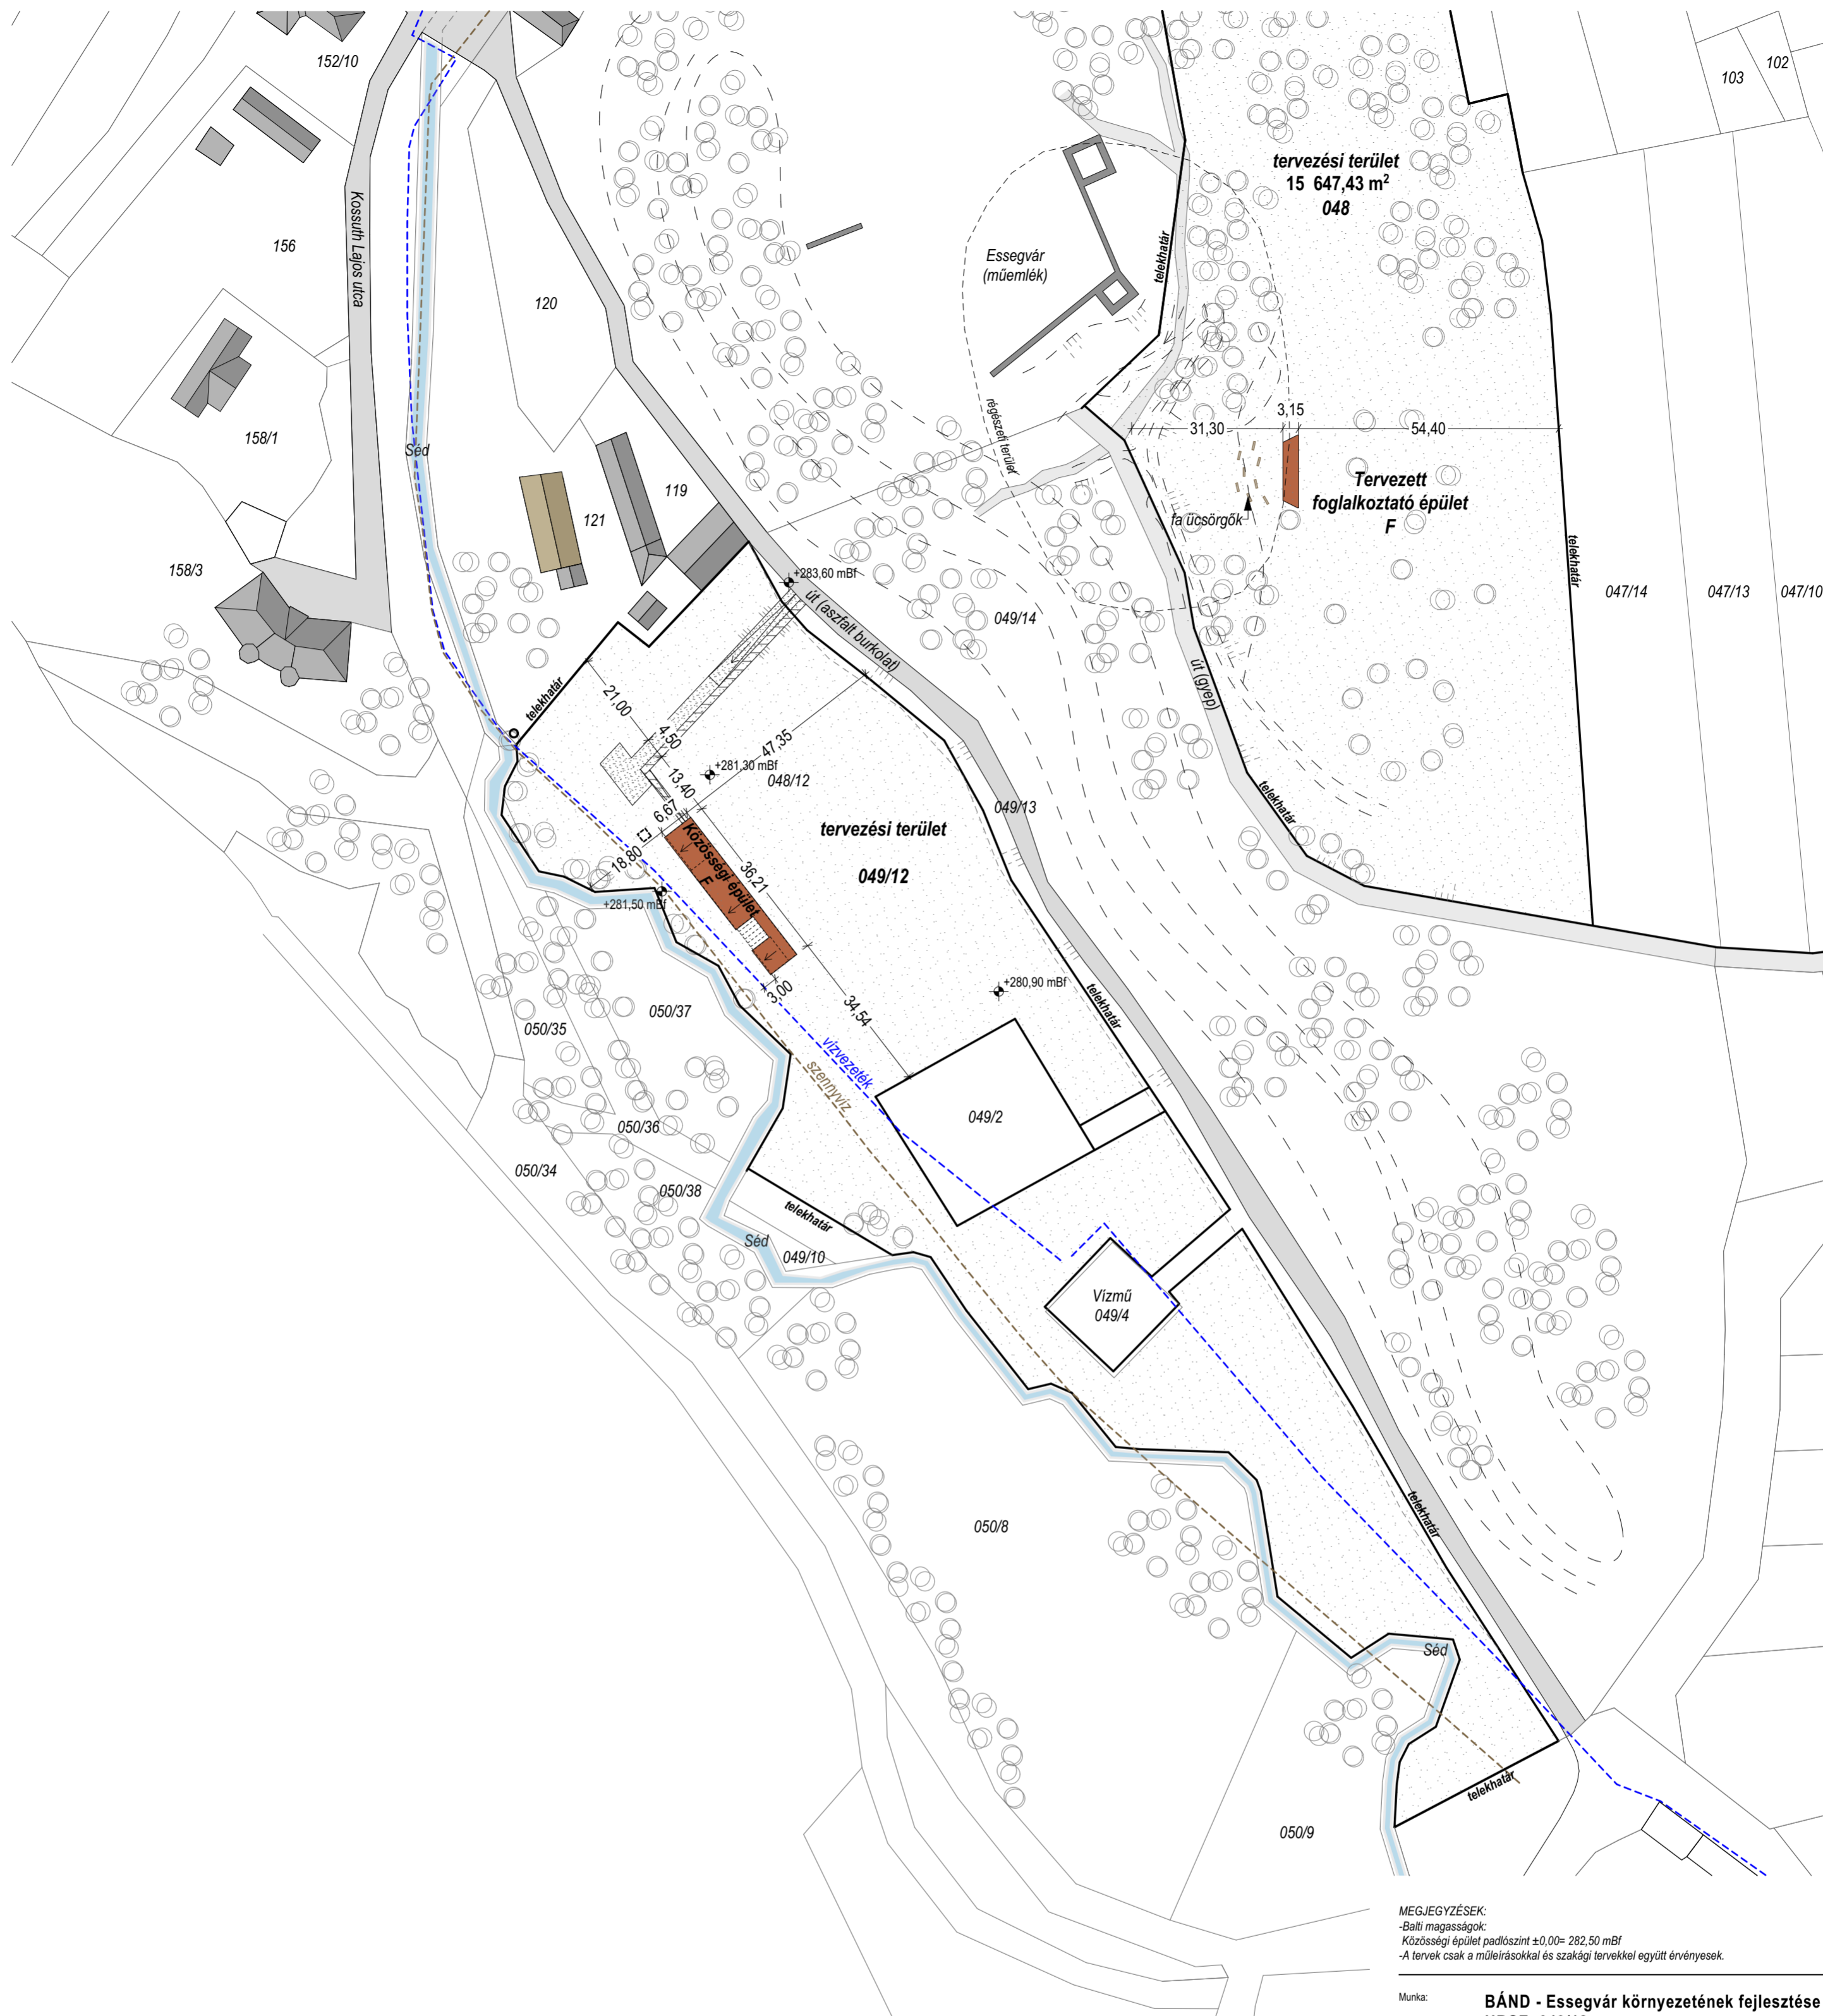 152/10
103
102
tervezési terület
15 647,43 m²
048
Kossuth Lajos utca
156
120
Essegvár
(műemlék)
telekhatár
régészeti terület
3,15
31,30
54,40
158/1
Séd
119
121
Tervezett
foglalkoztató épület
F
fa ücsörgők
telekhatár
158/3
+283,60 mBf
út (aszfalt burkolat)
049/14
047/14
047/13
047/10
út (gyep)
telekhatár
21,00
4,50
47,35
+281,30 mBf
13,40
048/12
049/13
telekhatár
6,67
tervezési terület
049/12
18,80
Közösségi épület
F
36,21
+281,50 mBf
3,00
34,54
+280,90 mBf
telekhatár
050/35
050/37
vízvezeték
szennyvíz
049/2
050/36
050/34
050/38
telekhatár
Séd
049/10
Vízmű
049/4
telekhatár
050/8
Séd
telekhatár
050/9
MEGJEGYZÉSEK:
-Balti magasságok:
Közösségi épület padlószint ±0,00= 282,50 mBf
-A tervek csak a műleírásokkal és szakági tervekkel együtt érvényesek.
Munka:
BÁND - Essegvár környezetének fejlesztése